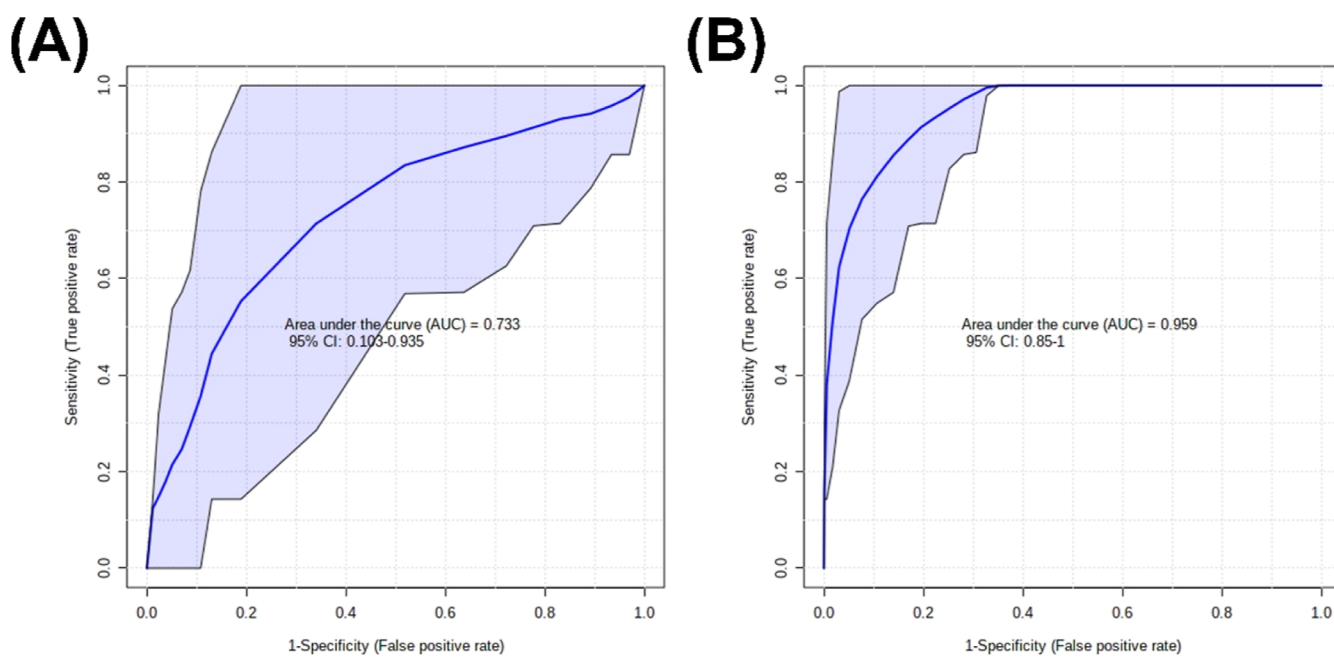 (A)
1.0
0.8
0.6
0.4
0.2
0.0
Sensitivity (True positive rate)
Area under the curve (AUC) = 0.733
95% CI: 0.103-0.935
0.0 0.2 0.4 0.6 0.8 1.0
1-Specificity (False positive rate)
(B)
1.0
0.8
0.6
0.4
0.2
0.0
Sensitivity (True positive rate)
Area under the curve (AUC) = 0.959
95% CI: 0.85-1
0.0 0.2 0.4 0.6 0.8 1.0
1-Specificity (False positive rate)